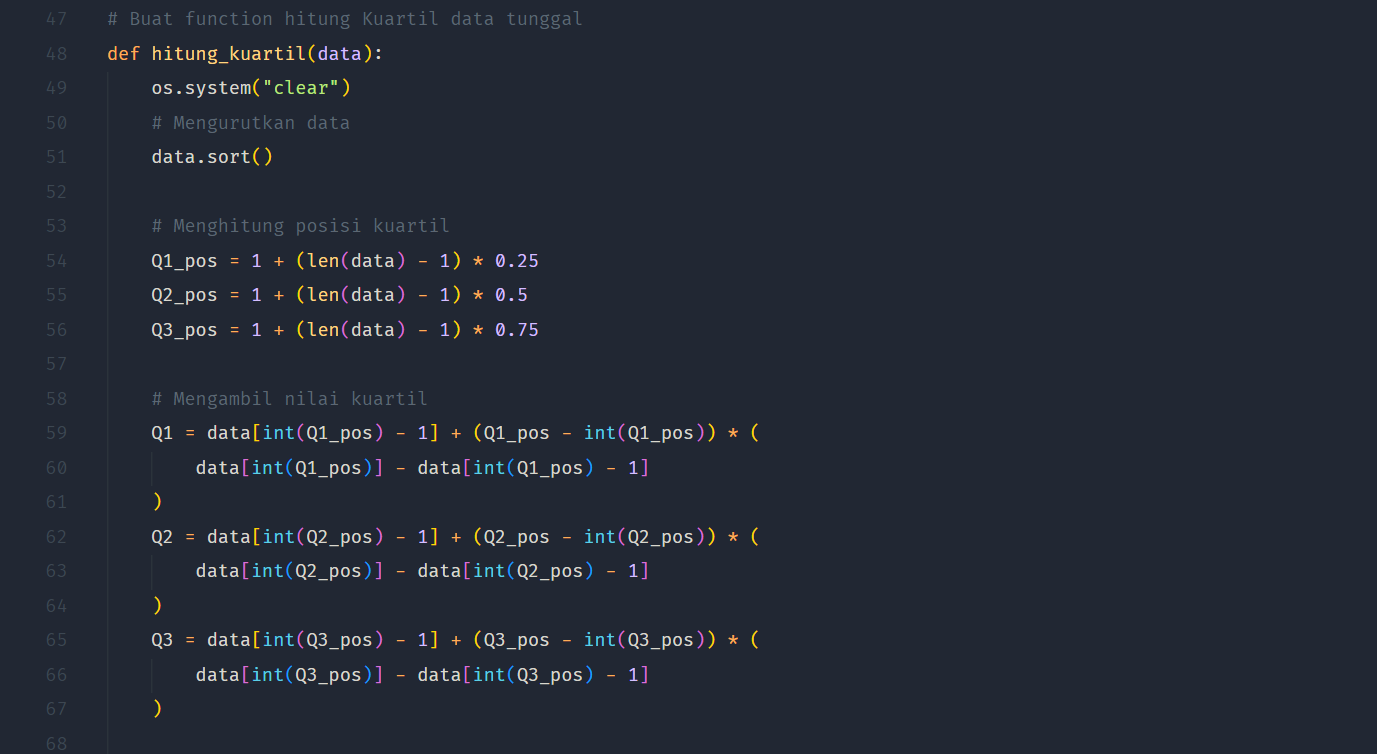 47 # Buat function hitung Kuartil data tunggal
48 def hitung_kuartil(data):
49     os.system("clear")
50     # Mengurutkan data
51     data.sort()
52
53     # Menghitung posisi kuartil
54     Q1_pos = 1 + (len(data) - 1) * 0.25
55     Q2_pos = 1 + (len(data) - 1) * 0.5
56     Q3_pos = 1 + (len(data) - 1) * 0.75
57
58     # Mengambil nilai kuartil
59     Q1 = data[int(Q1_pos) - 1] + (Q1_pos - int(Q1_pos)) * (
60         data[int(Q1_pos)] - data[int(Q1_pos) - 1]
61     )
62     Q2 = data[int(Q2_pos) - 1] + (Q2_pos - int(Q2_pos)) * (
63         data[int(Q2_pos)] - data[int(Q2_pos) - 1]
64     )
65     Q3 = data[int(Q3_pos) - 1] + (Q3_pos - int(Q3_pos)) * (
66         data[int(Q3_pos)] - data[int(Q3_pos) - 1]
67     )
68